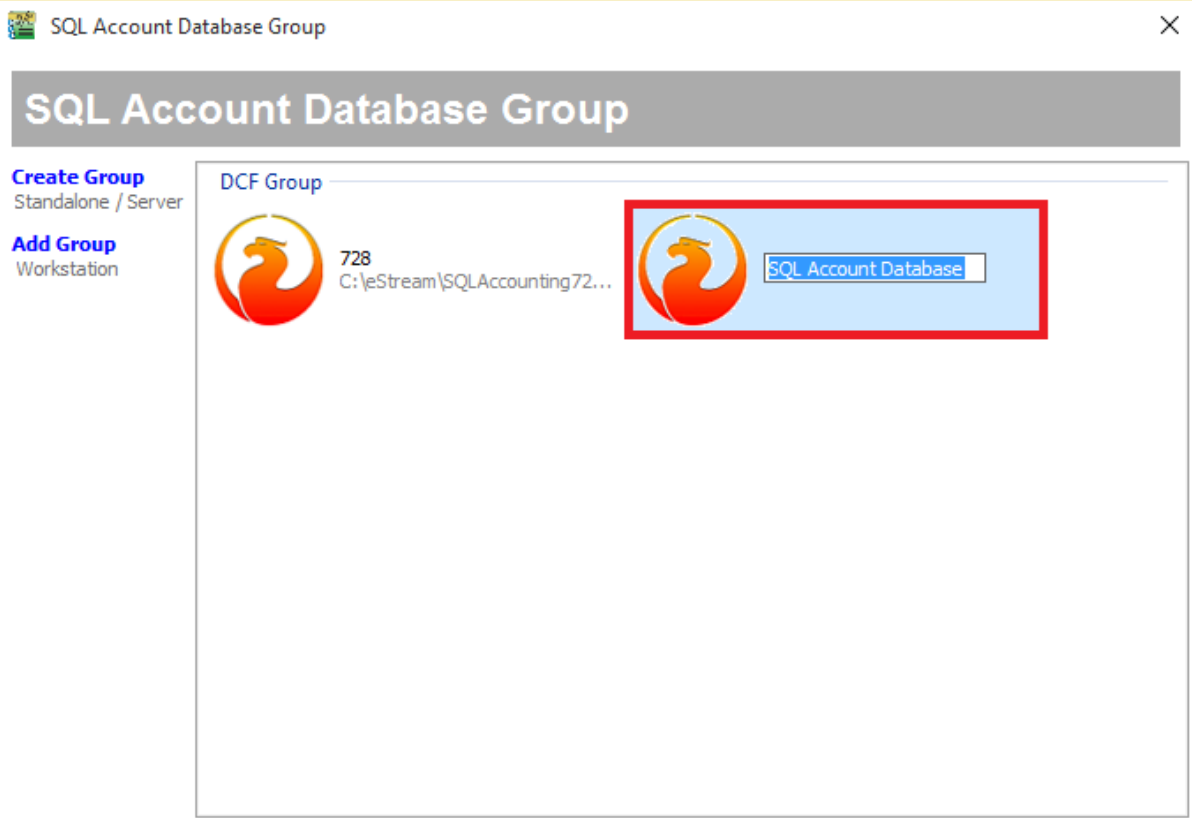 SQL Account Database Group
SQL Account Database Group
Create Group
Standalone / Server
Add Group
Workstation
DCF Group
728
C:\eStream\SQLAccounting72...
SQL Account Database